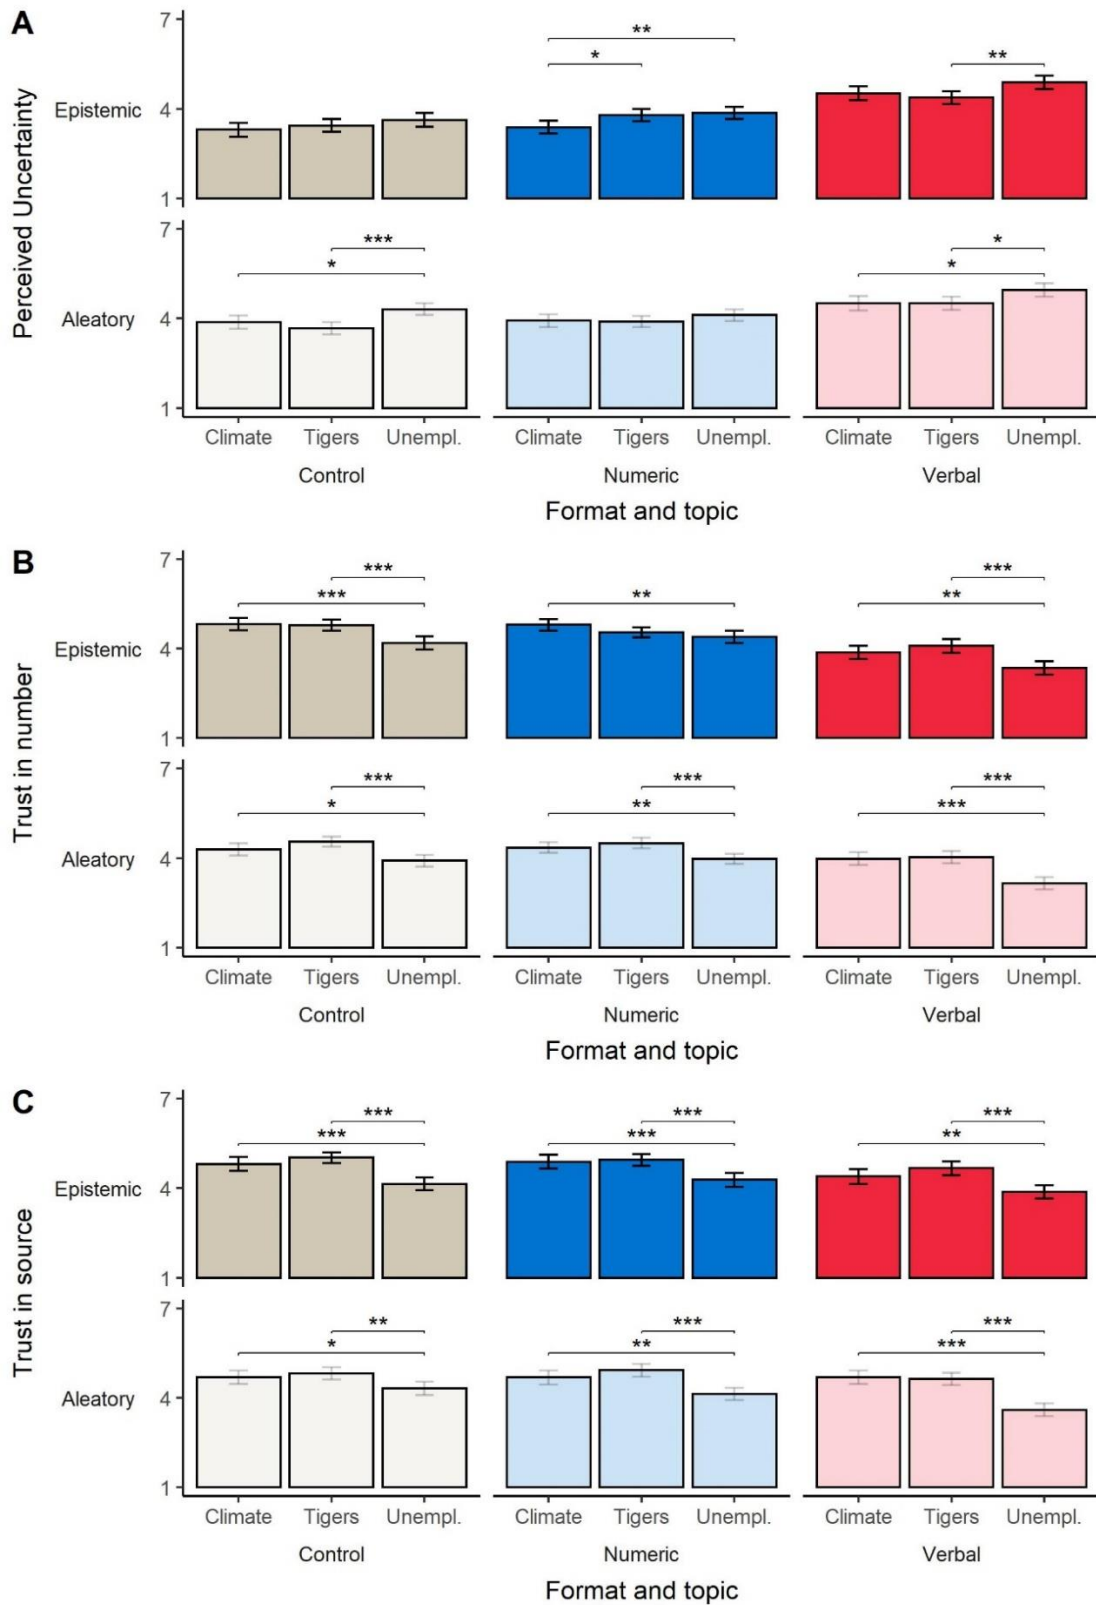 A
Perceived Uncertainty
Epistemic
7
4
1
**
*
**
Aleatory
7
4
1
***
*
*
*
Climate Tigers Unempl. Climate Tigers Unempl. Climate Tigers Unempl.
Control Numeric Verbal
Format and topic
B
Trust in number
Epistemic
7
4
1
***
***
**
***
**
Aleatory
7
4
1
***
*
***
**
***
***
Climate Tigers Unempl. Climate Tigers Unempl. Climate Tigers Unempl.
Control Numeric Verbal
Format and topic
C
Trust in source
Epistemic
7
4
1
***
***
***
***
***
**
Aleatory
7
4
1
**
*
***
**
***
***
Climate Tigers Unempl. Climate Tigers Unempl. Climate Tigers Unempl.
Control Numeric Verbal
Format and topic